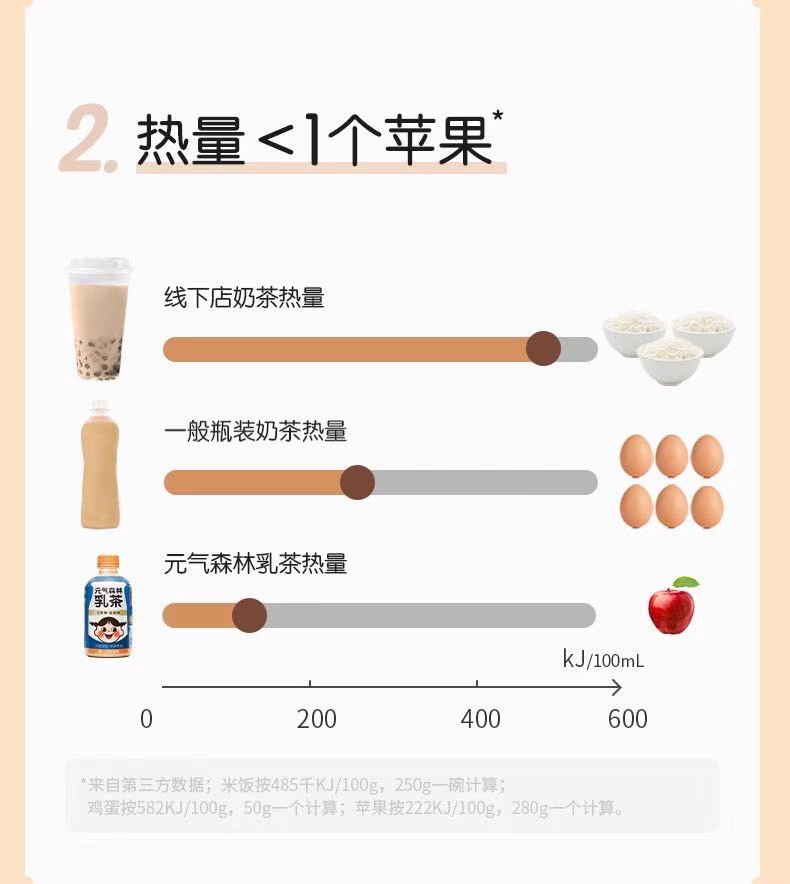 2. 热量<1个苹果*
线下店奶茶热量
一般瓶装奶茶热量
元气森林乳茶热量
元气森林
乳茶
kJ/100mL
0 200 400 600
*来自第三方数据；米饭按485千KJ/100g，250g一碗计算；
鸡蛋按582KJ/100g，50g一个计算；苹果按222KJ/100g，280g一个计算。